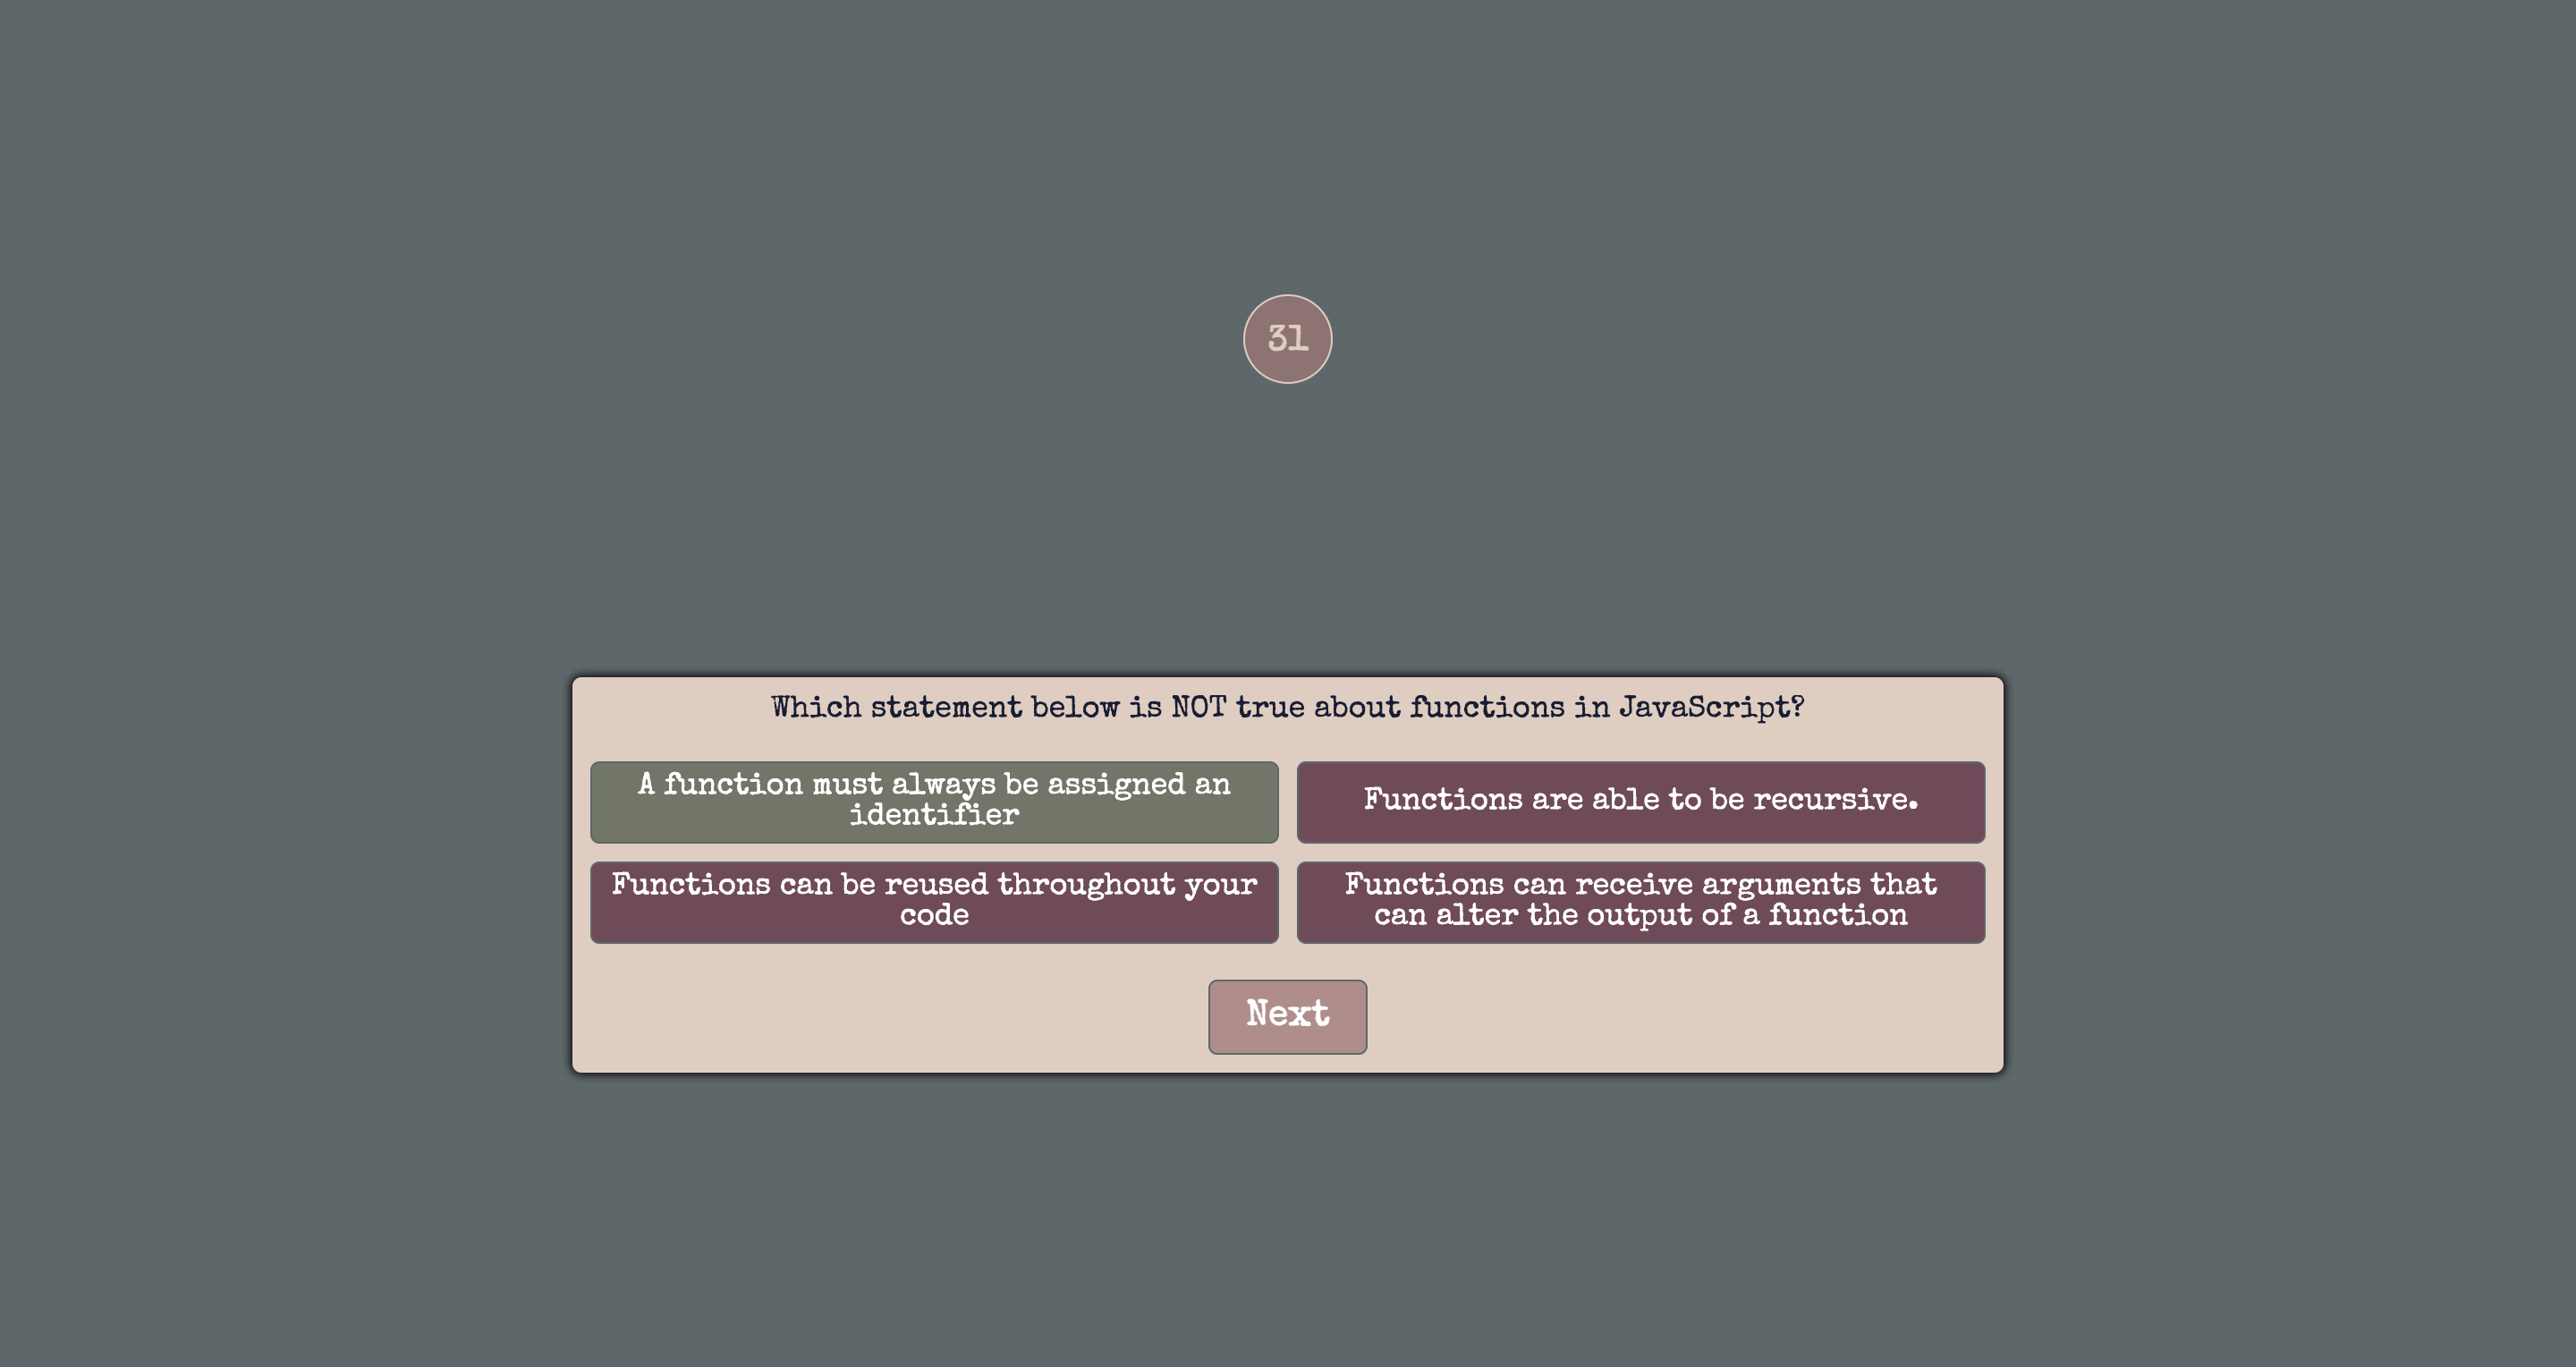 31
Which statement below is NOT true about functions in JavaScript?
A function must always be assigned an
identifier
Functions are able to be recursive.
Functions can be reused throughout your
code
Functions can receive arguments that
can alter the output of a function
Next